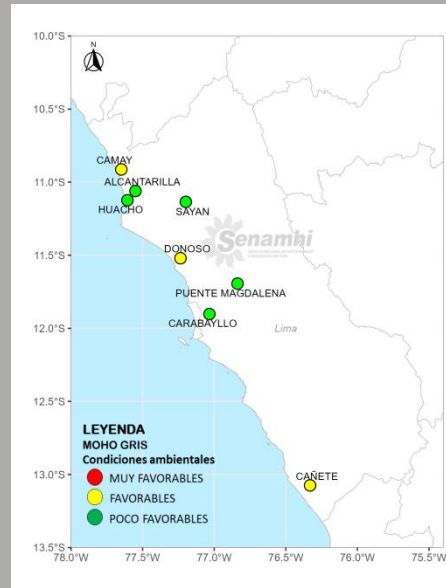 10.0°S
N
10.5°S
CAMAY
11.0°S
ALCANTARILLA
HUACHO
SAYAN
Senamhi
11.5°S
DONOSO
PUENTE MAGDALENA
12.0°S
CARABAYLLO
Lima
12.5°S
LEYENDA
MOHO GRIS
Condiciones ambientales
MUY FAVORABLES
FAVORABLES
POCO FAVORABLES
13.0°S
CAÑETE
13.5°S
78.0°W 77.5°W 77.0°W 76.5°W 76.0°W 75.5°W